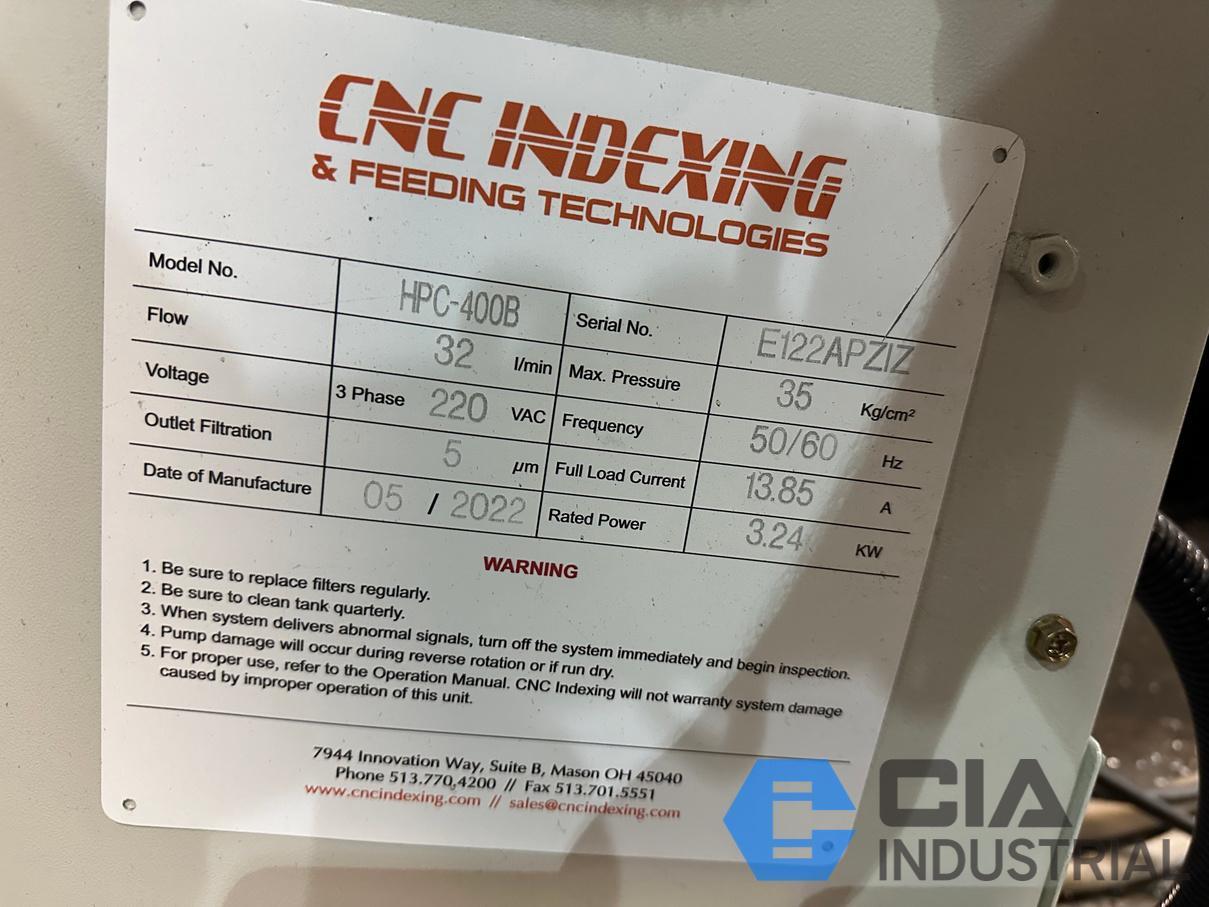 CNC INDEXING
& FEEDING TECHNOLOGIES
Model No. HPC-400B Serial No. E122APZIZ
Flow 32 l/min Max. Pressure 35 Kg/cm²
Voltage 3 Phase 220 VAC Frequency 50/60 Hz
Outlet Filtration 5 µm Full Load Current 13.85 A
Date of Manufacture 05 / 2022 Rated Power 3.24 KW
WARNING
1. Be sure to replace filters regularly.
2. Be sure to clean tank quarterly.
3. When system delivers abnormal signals, turn off the system immediately and begin inspection.
4. Pump damage will occur during reverse rotation or if run dry.
5. For proper use, refer to the Operation Manual. CNC Indexing will not warranty system damage
caused by improper operation of this unit.
7944 Innovation Way, Suite B, Mason OH 45040
Phone 513.770.4200 // Fax 513.701.5551
www.cncindexing.com // sales@cncindexing.com
CIA
INDUSTRIAL